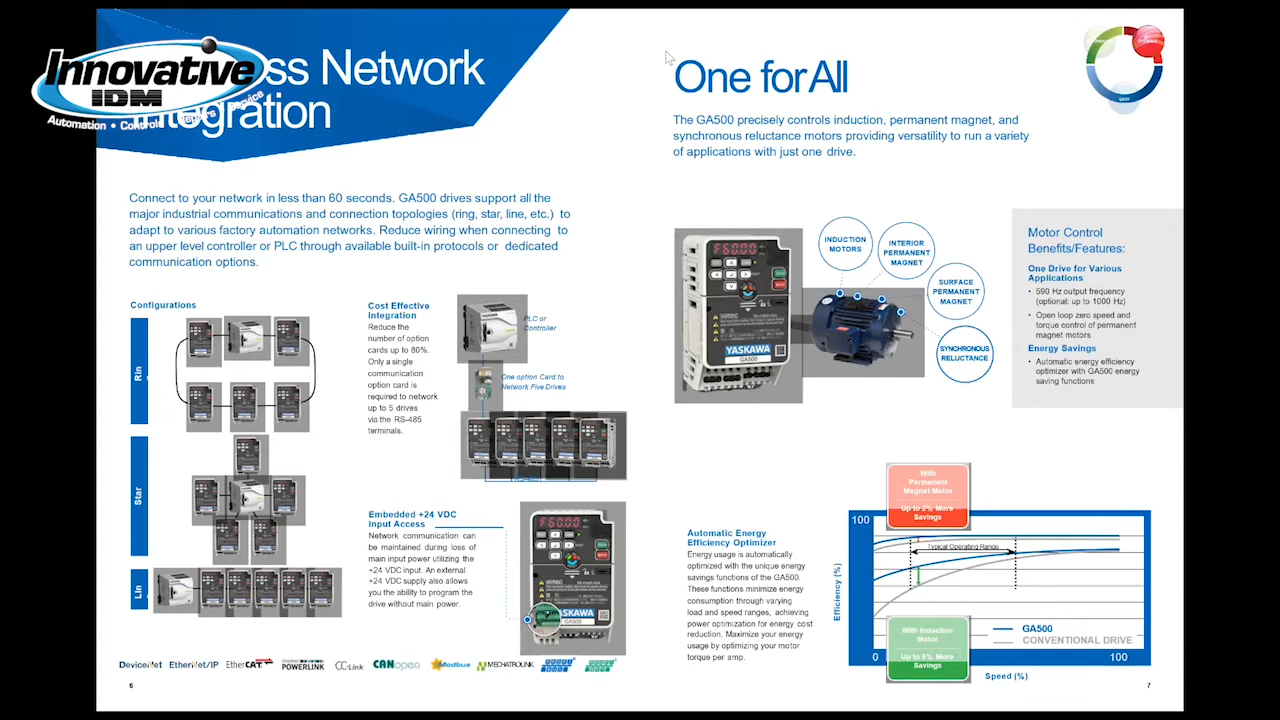 Innovative
IDM
Automation • Controls • Repairs • Service
ss Network
Integration
Connect to your network in less than 60 seconds. GA500 drives support all the
major industrial communications and connection topologies (ring, star, line, etc.) to
adapt to various factory automation networks. Reduce wiring when connecting to
an upper level controller or PLC through available built-in protocols or dedicated
communication options.
Configurations
Rin
Star
Lin
Cost Effective
Integration
Reduce the
number of option
cards up to 80%.
Only a single
communication
option card is
required to network
up to 5 drives
via the RS-485
terminals.
PLC or
Controller
One option Card to
Network Five Drives
Embedded +24 VDC
Input Access
Network communication can
be maintained during loss of
main input power utilizing the
+24 VDC input. An external
+24 VDC supply also allows
you the ability to program the
drive without main power.
F60.00
WARNING
YASKAWA
GA500
DeviceNet EtherNet/IP EtherCAT POWERLINK CC-Link CANopen Modbus MECHATROLINK
6
One for All
The GA500 precisely controls induction, permanent magnet, and
synchronous reluctance motors providing versatility to run a variety
of applications with just one drive.
EASY
F60.00
WARNING
YASKAWA
GA500
INDUCTION
MOTORS
INTERIOR
PERMANENT
MAGNET
SURFACE
PERMANENT
MAGNET
SYNCHRONOUS
RELUCTANCE
Motor Control
Benefits/Features:
One Drive for Various
Applications
• 590 Hz output frequency
(optional: up to 1000 Hz)
• Open loop zero speed and
torque control of permanent
magnet motors
Energy Savings
• Automatic energy efficiency
optimizer with GA500 energy
saving functions
Automatic Energy
Efficiency Optimizer
Energy usage is automatically
optimized with the unique energy
savings functions of the GA500.
These functions minimize energy
consumption through varying
load and speed ranges, achieving
power optimization for energy cost
reduction. Maximize your energy
usage by optimizing your motor
torque per amp.
With
Permanent
Magnet Motor
Up to 2% More
Savings
100
Typical Operating Range
Efficiency (%)
With Induction
Motor
Up to 6% More
Savings
GA500
CONVENTIONAL DRIVE
0
100
Speed (%)
7